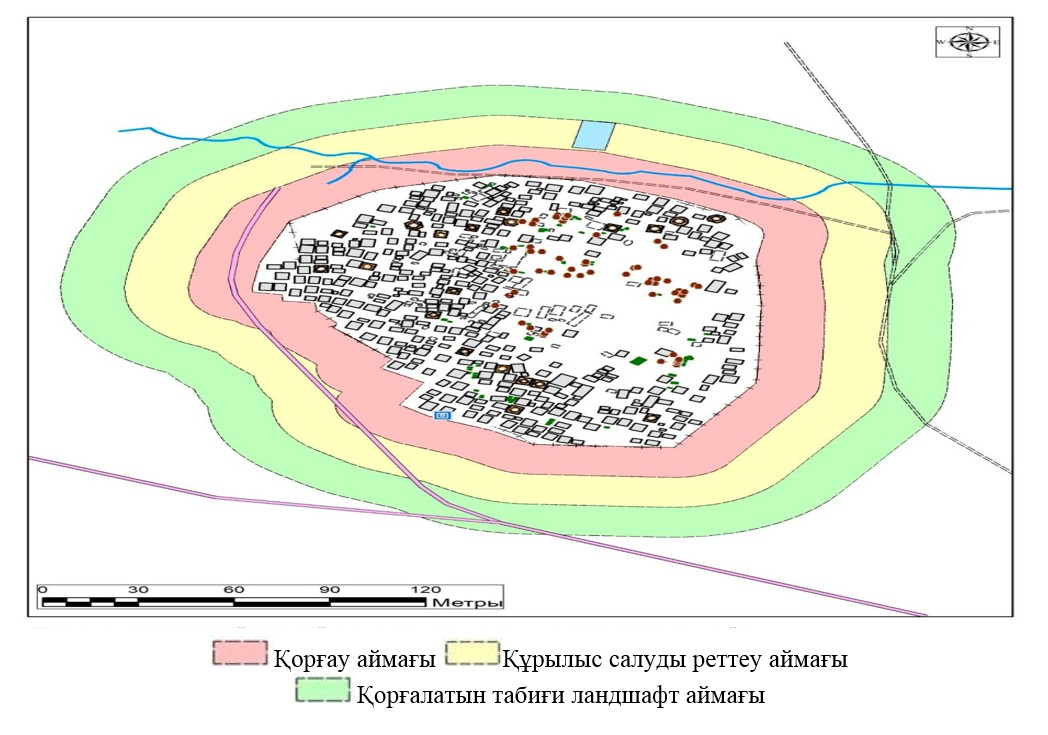 N
W E
S
0 30 60 90 120
Метры
Қорғау аймағы Құрылыс салуды реттеу аймағы
Қорғалатын табиғи ландшафт аймағы